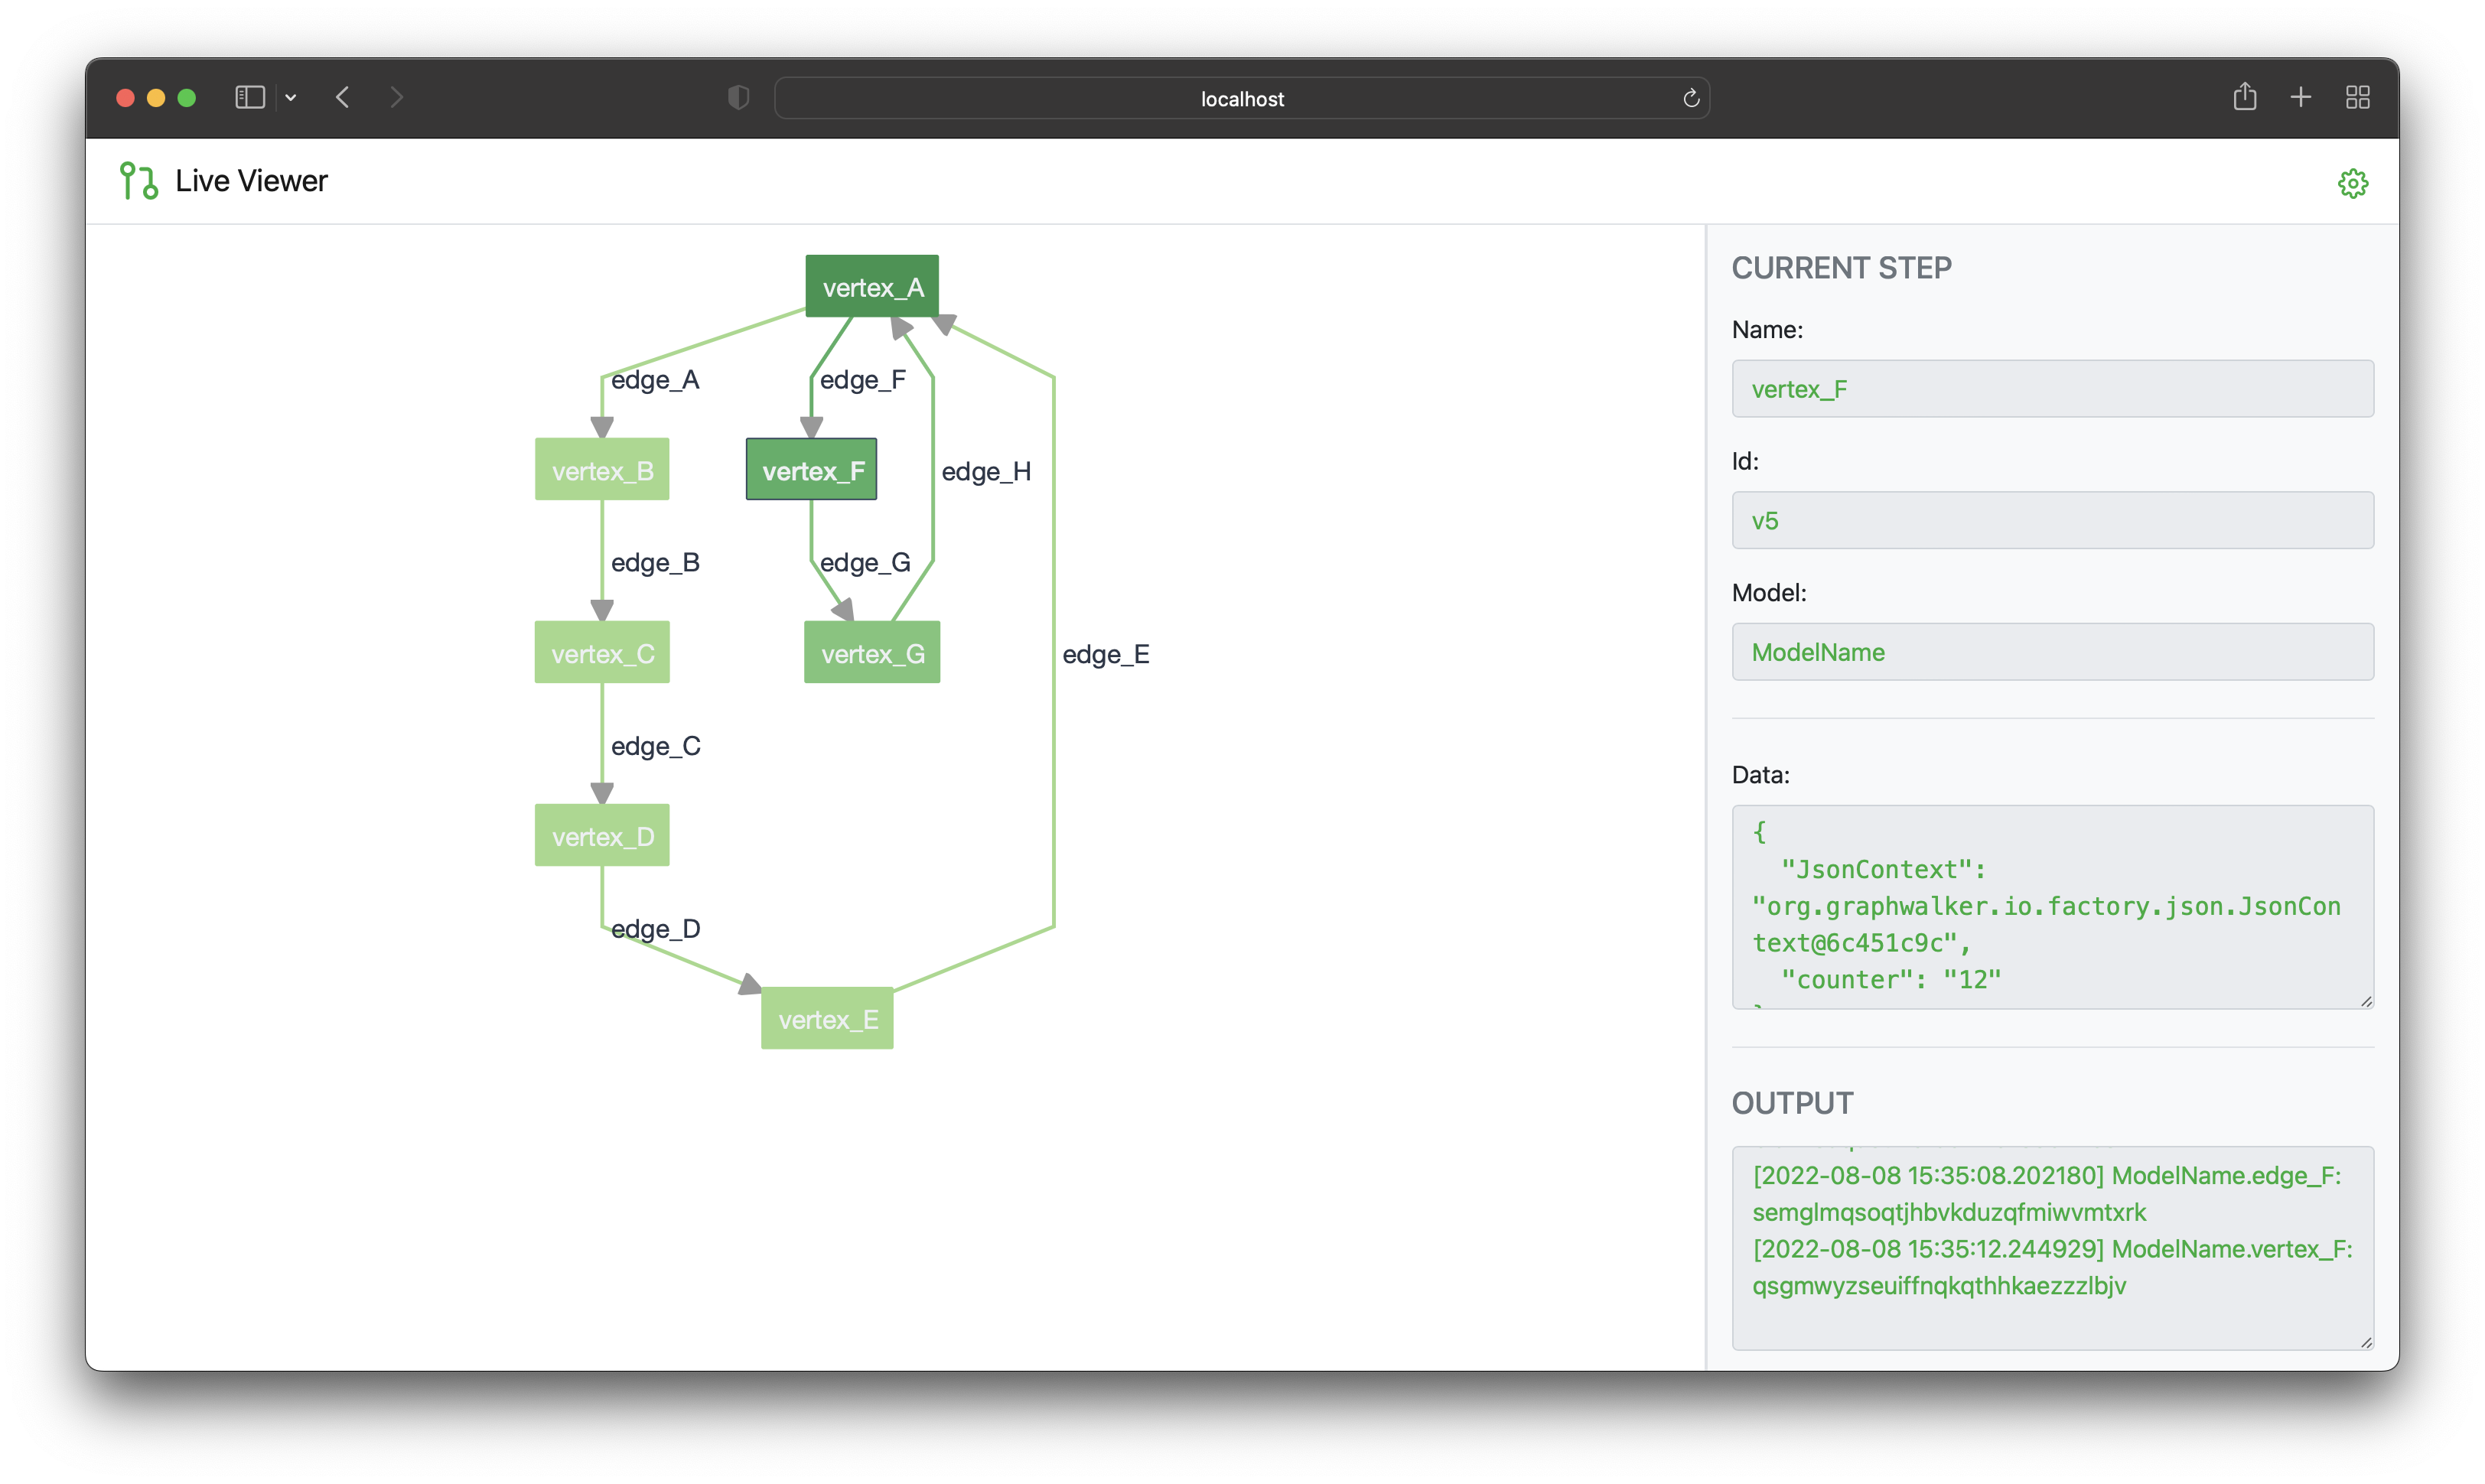 localhost
Live Viewer
vertex_A
edge_A
edge_F
vertex_B
vertex_F
edge_H
edge_B
edge_G
vertex_C
vertex_G
edge_E
edge_C
vertex_D
edge_D
vertex_E
CURRENT STEP
Name:
vertex_F
Id:
v5
Model:
ModelName
Data:
{
"JsonContext":
"org.graphwalker.io.factory.json.JsonCon
text@6c451c9c",
"counter": "12"
OUTPUT
[2022-08-08 15:35:08.202180] ModelName.edge_F:
semglmqsoqtjhbvkduzqfmiwvmtxrk
[2022-08-08 15:35:12.244929] ModelName.vertex_F:
qsgmwyzseuiffnqkqthhkaezzzlbjv